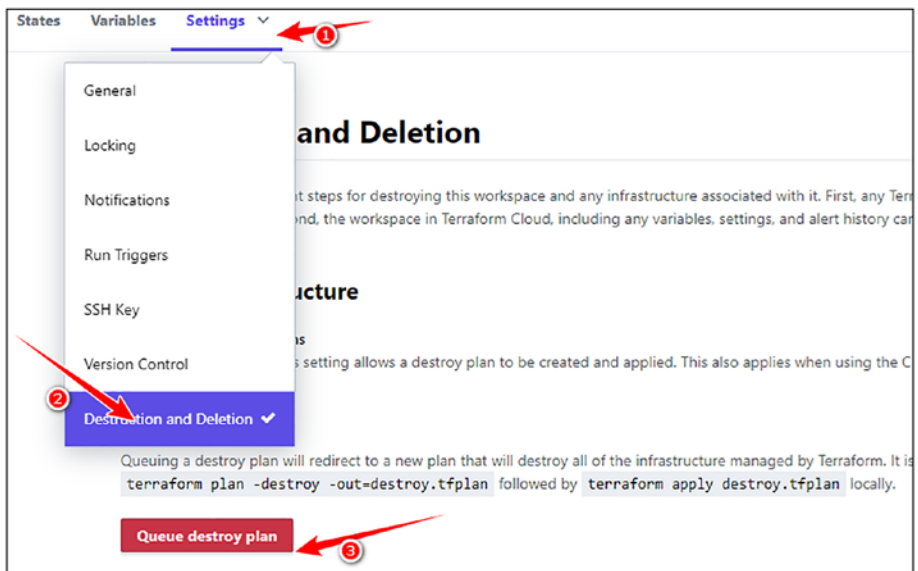 States Variables Settings
1
General
Locking
Notifications
Run Triggers
SSH Key
Version Control
2
Destruction and Deletion
and Deletion
nt steps for destroying this workspace and any infrastructure associated with it. First, any Terr
ond, the workspace in Terraform Cloud, including any variables, settings, and alert history can
ucture
ns
s setting allows a destroy plan to be created and applied. This also applies when using the C
Queuing a destroy plan will redirect to a new plan that will destroy all of the infrastructure managed by Terraform. It is
terraform plan -destroy -out=destroy.tfplan followed by terraform apply destroy.tfplan locally.
Queue destroy plan
3